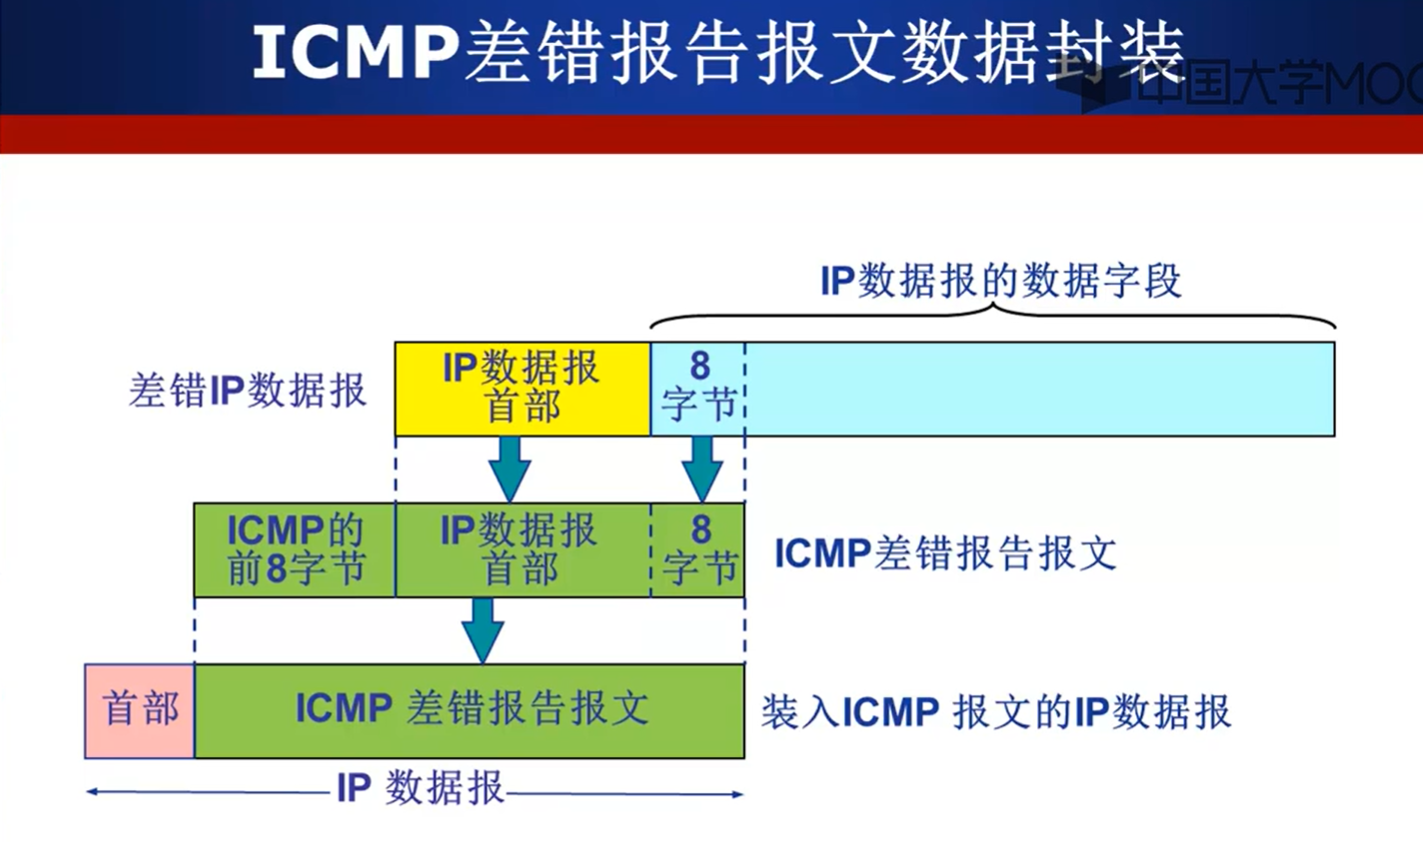 ICMP差错报告报文数据封装
中国大学MOO
IP数据报的数据字段
差错IP数据报
IP数据报
首部
8
字节
ICMP的
前8字节
IP数据报
首部
8
字节
ICMP差错报告报文
首部
ICMP 差错报告报文
装入ICMP 报文的IP数据报
IP 数据报